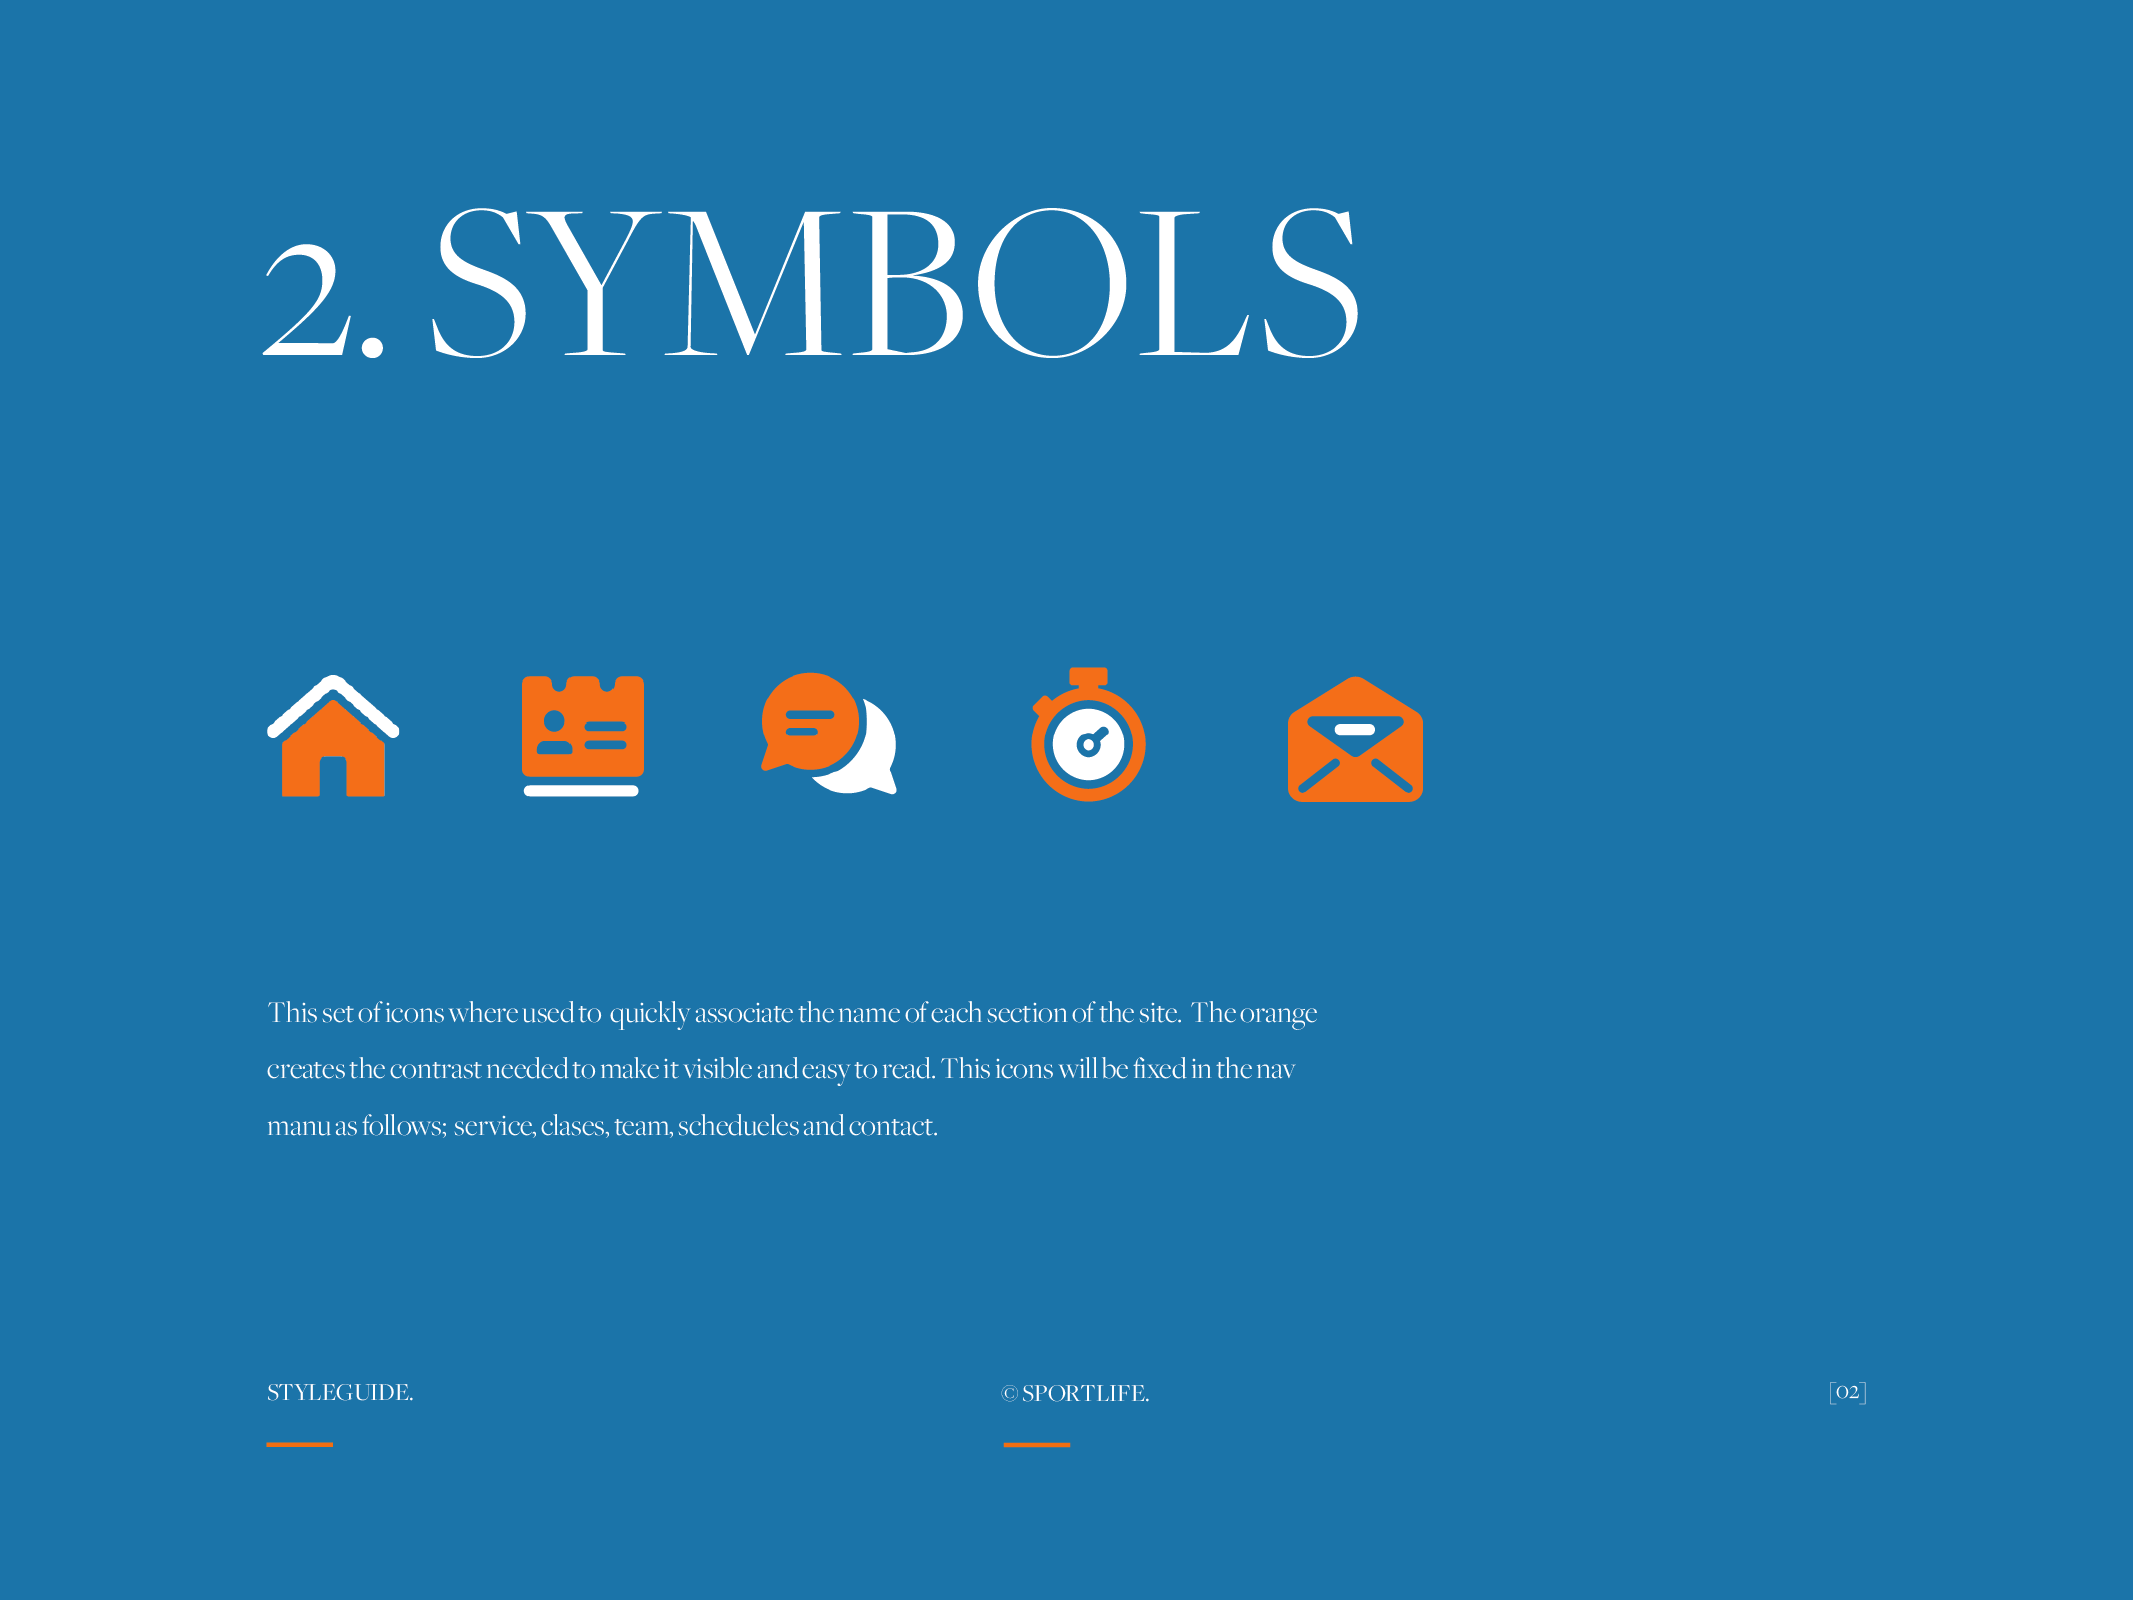 2. SYMBOLS
This set of icons where used to quickly associate the name of each section of the site. The orange
creates the contrast needed to make it visible and easy to read. This icons will be fixed in the nav
manu as follows; service, clases, team, schedueles and contact.
STYLEGUIDE.
© SPORTLIFE.
[02]